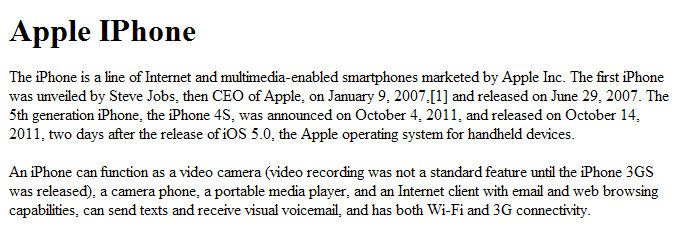 Apple IPhone
The iPhone is a line of Internet and multimedia-enabled smartphones marketed by Apple Inc. The first iPhone
was unveiled by Steve Jobs, then CEO of Apple, on January 9, 2007,[1] and released on June 29, 2007. The
5th generation iPhone, the iPhone 4S, was announced on October 4, 2011, and released on October 14,
2011, two days after the release of iOS 5.0, the Apple operating system for handheld devices.
An iPhone can function as a video camera (video recording was not a standard feature until the iPhone 3GS
was released), a camera phone, a portable media player, and an Internet client with email and web browsing
capabilities, can send texts and receive visual voicemail, and has both Wi-Fi and 3G connectivity.